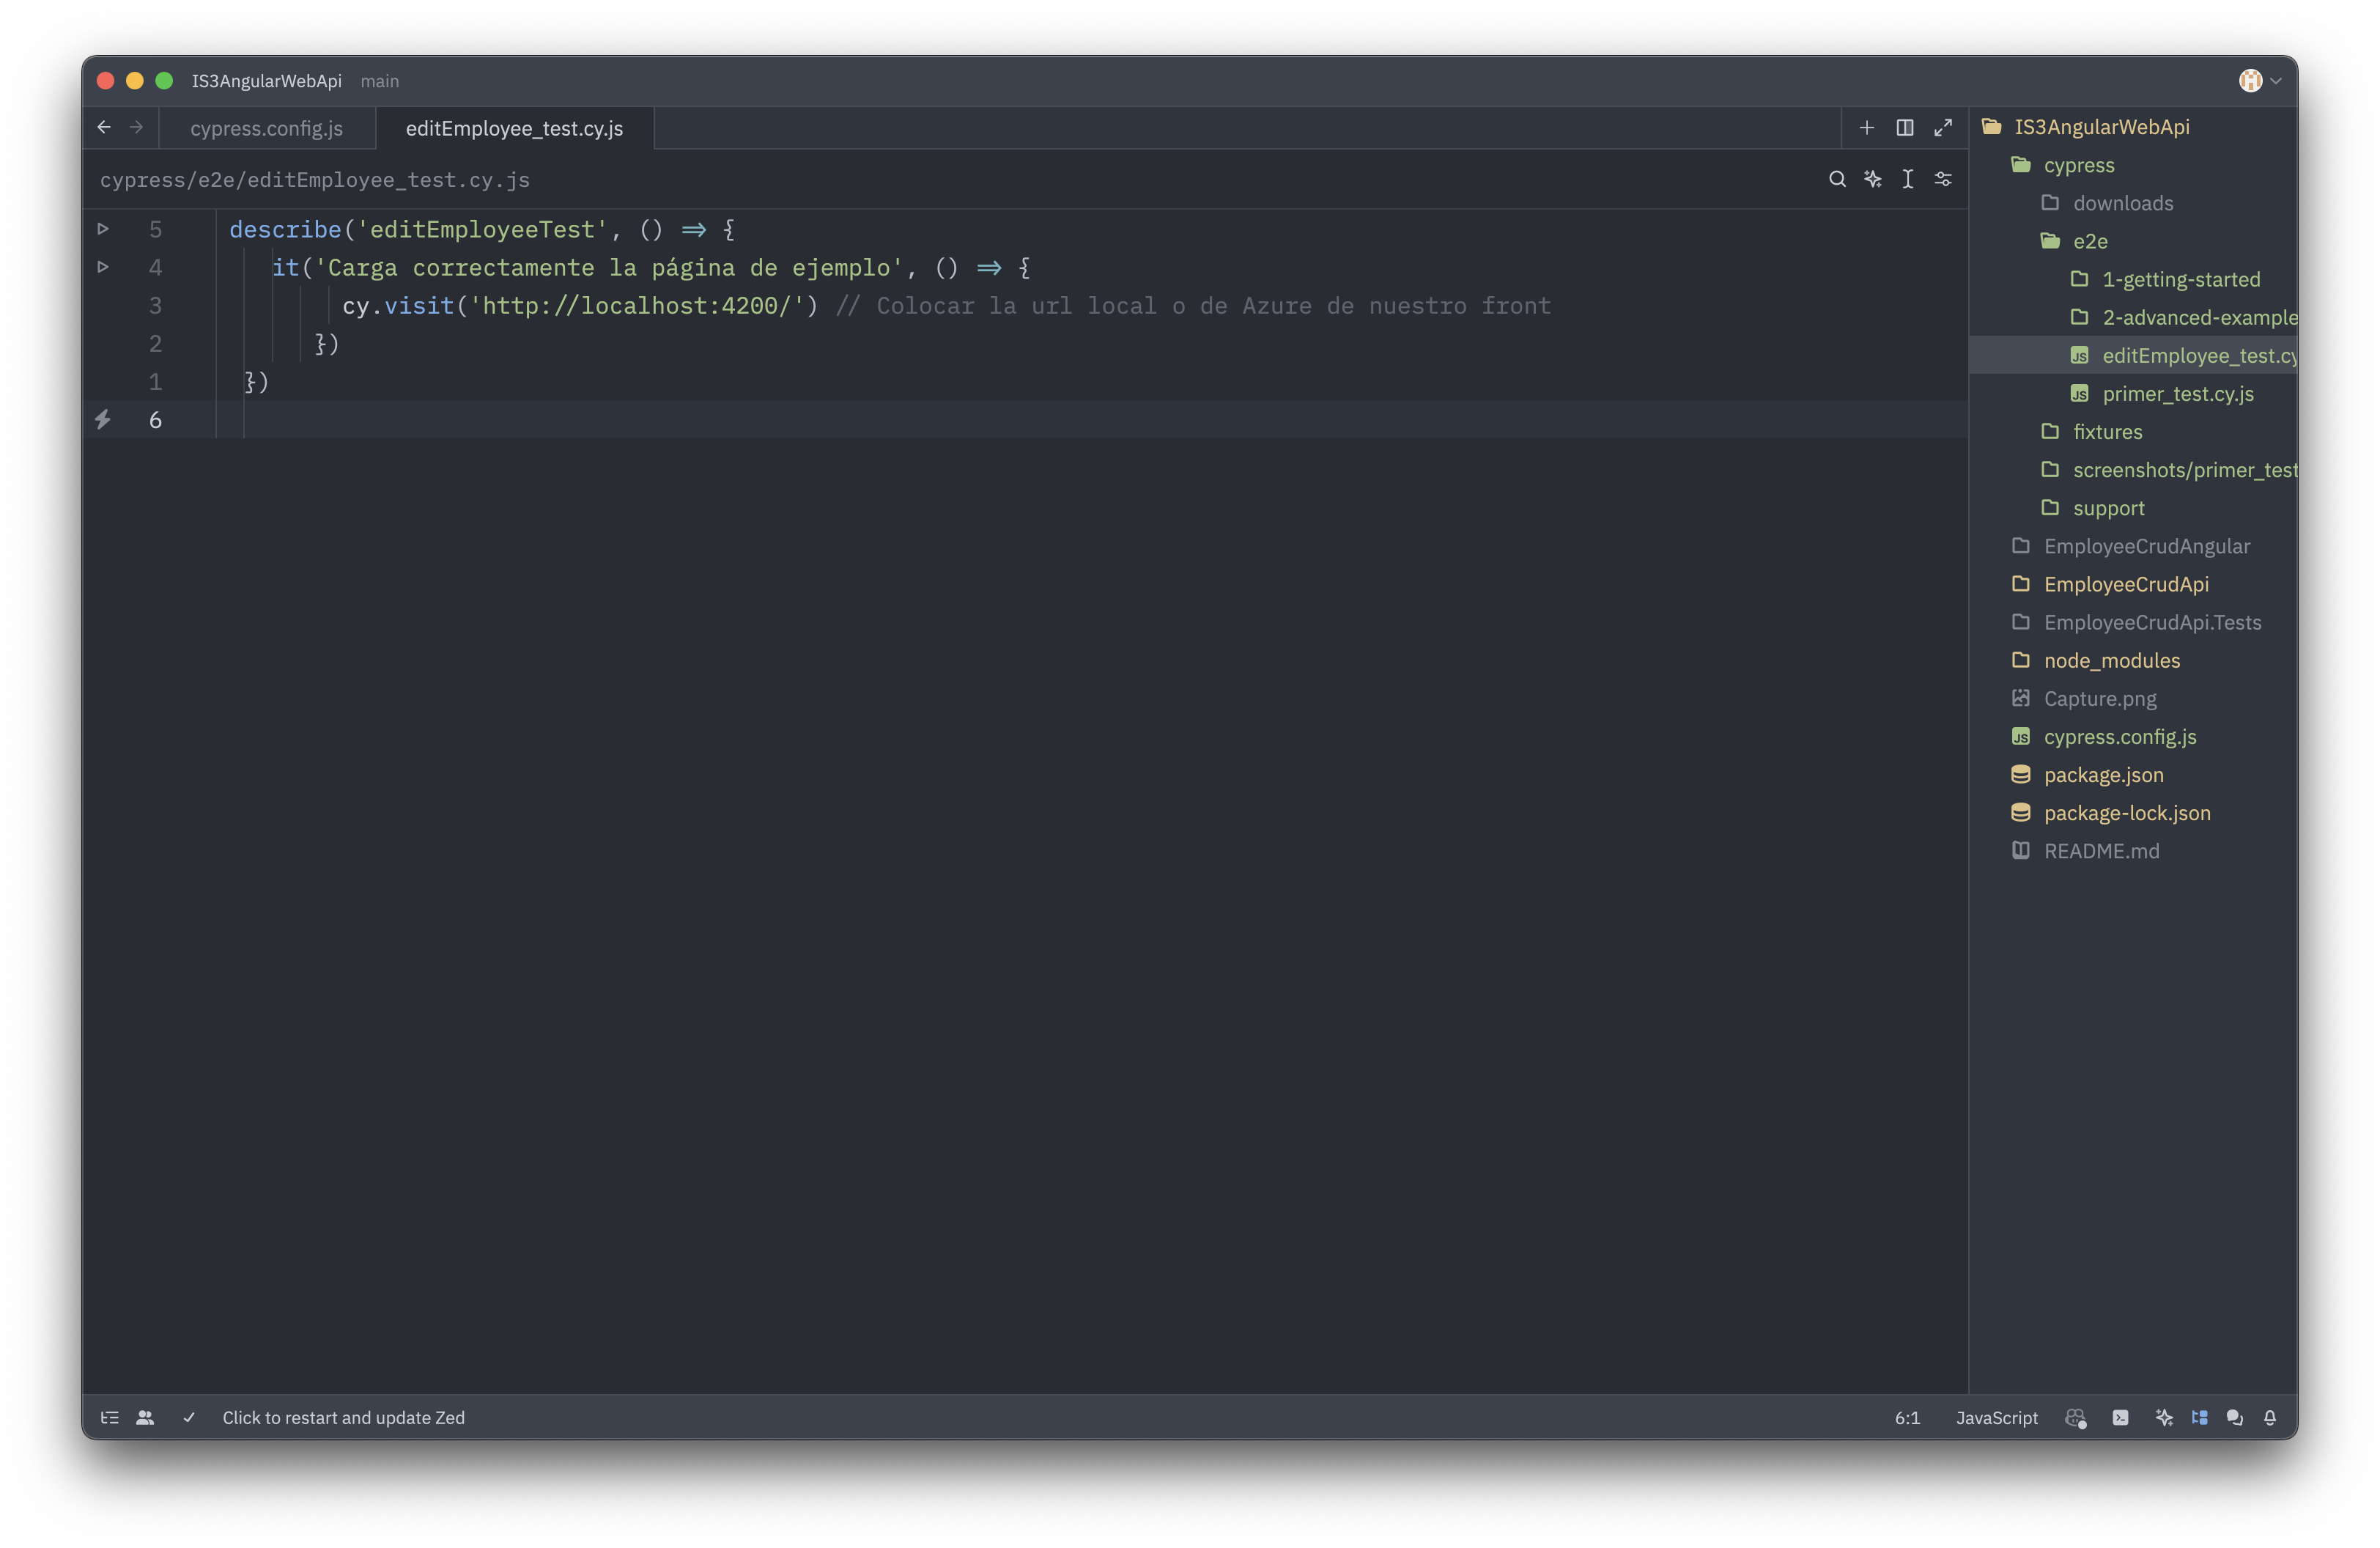 IS3AngularWebApi main
cypress.config.js editEmployee_test.cy.js
cypress/e2e/editEmployee_test.cy.js
5 describe('editEmployeeTest', () => {
4 it('Carga correctamente la página de ejemplo', () => {
3 cy.visit('http://localhost:4200/') // Colocar la url local o de Azure de nuestro front
2 })
1 })
6
IS3AngularWebApi
cypress
downloads
e2e
1-getting-started
2-advanced-example
editEmployee_test.cy
JS primer_test.cy.js
fixtures
screenshots/primer_test
support
EmployeeCrudAngular
EmployeeCrudApi
EmployeeCrudApi.Tests
node_modules
Capture.png
JS cypress.config.js
package.json
package-lock.json
README.md
Click to restart and update Zed 6:1 JavaScript